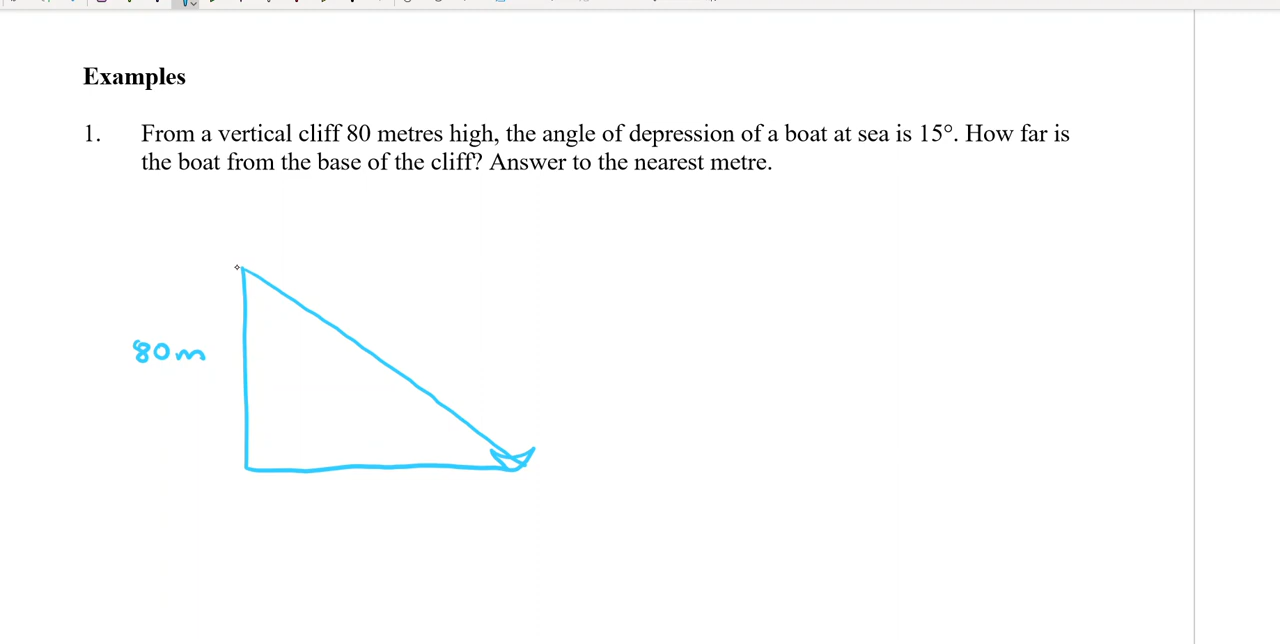 Examples
1. From a vertical cliff 80 metres high, the angle of depression of a boat at sea is 15°. How far is
the boat from the base of the cliff? Answer to the nearest metre.
80m